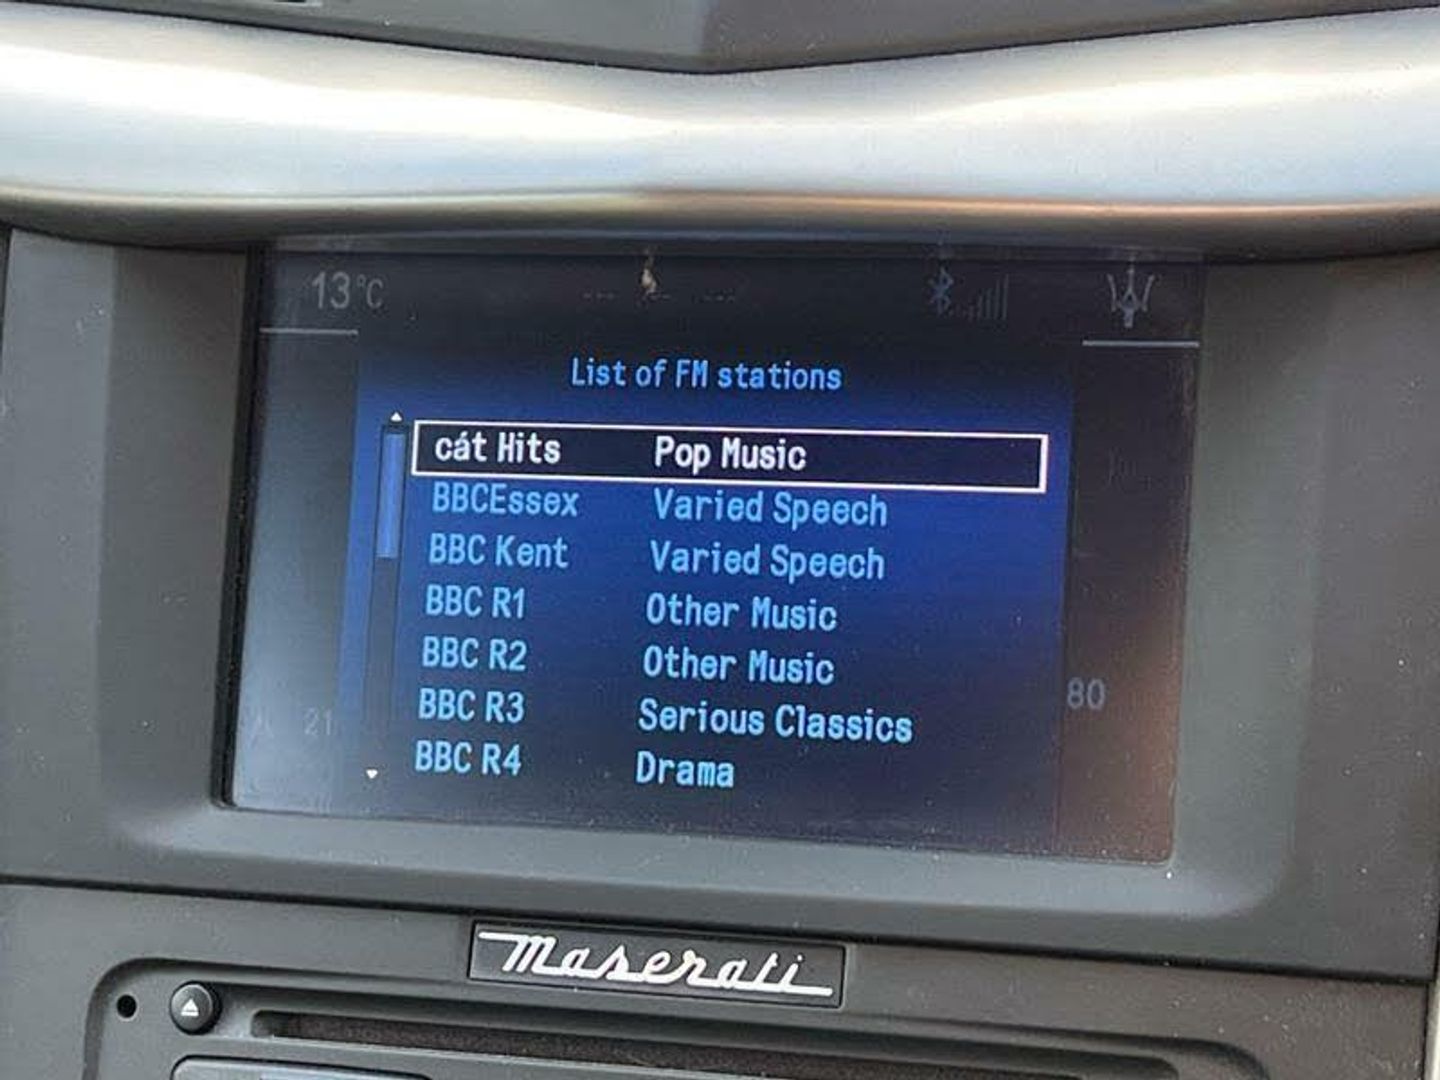 13°C
--- ---
List of FM stations
cát Hits Pop Music
BBCEssex Varied Speech
BBC Kent Varied Speech
BBC R1 Other Music
BBC R2 Other Music
BBC R3 Serious Classics
BBC R4 Drama
21
80
Maserati